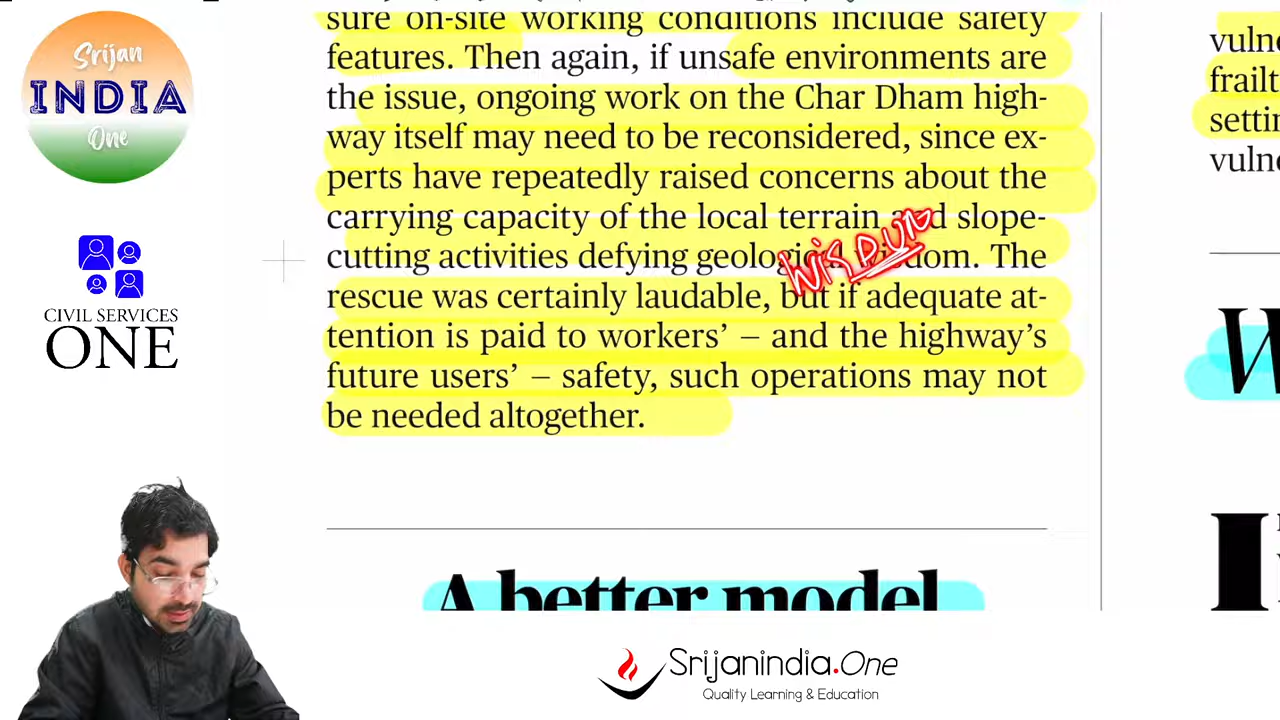 Srijan
INDIA
One
CIVIL SERVICES
ONE
sure on-site working conditions include safety
features. Then again, if unsafe environments are
the issue, ongoing work on the Char Dham high-
way itself may need to be reconsidered, since ex-
perts have repeatedly raised concerns about the
carrying capacity of the local terrain and slope-
cutting activities defying geological wisdom. The
rescue was certainly laudable, but if adequate at-
tention is paid to workers’ – and the highway’s
future users’ – safety, such operations may not
be needed altogether.
A better model
vuln
frailt
settin
vuln
W
I
Srijanindia.One
Quality Learning & Education